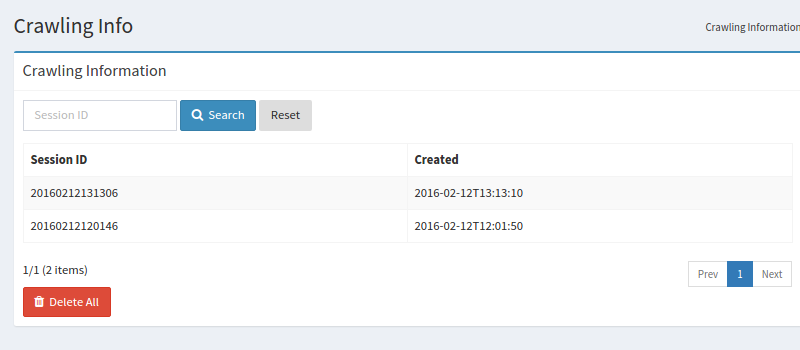 Crawling Info
Crawling Information
Crawling Information
Session ID Search Reset
Session ID Created
20160212131306 2016-02-12T13:13:10
20160212120146 2016-02-12T12:01:50
1/1 (2 items)
Prev 1 Next
Delete All